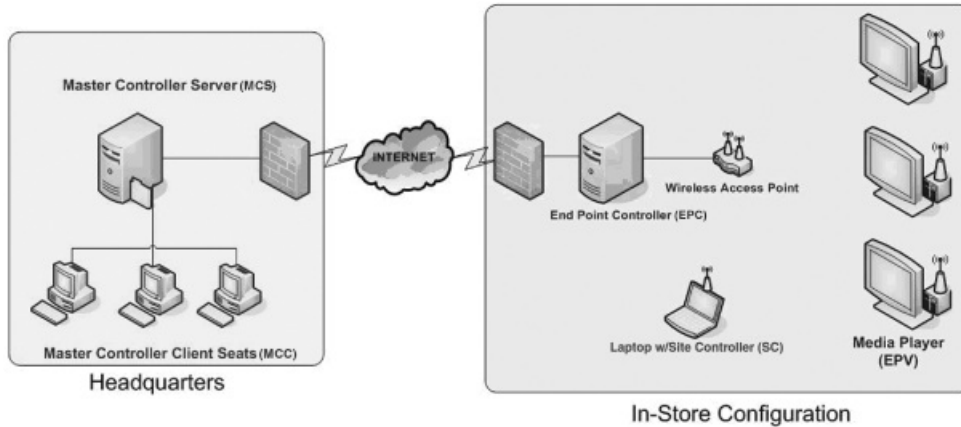 Master Controller Server (MCS)
INTERNET
Wireless Access Point
End Point Controller (EPC)
Master Controller Client Seats (MCC)
Laptop w/Site Controller (SC)
Media Player
(EPV)
Headquarters
In-Store Configuration